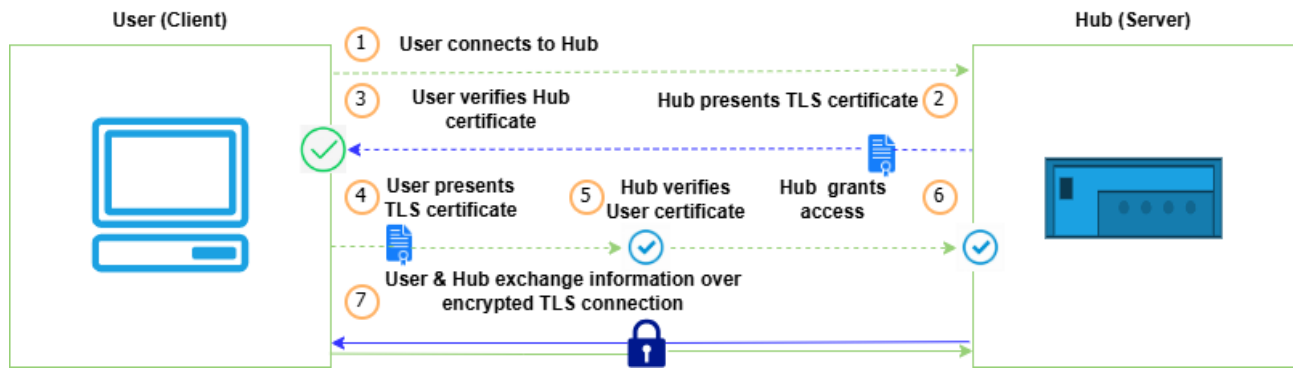 User (Client)
Hub (Server)
1
User connects to Hub
3
User verifies Hub
certificate
Hub presents TLS certificate
2
4
User presents
TLS certificate
5
Hub verifies
User certificate
Hub grants
access
6
7
User & Hub exchange information over
encrypted TLS connection